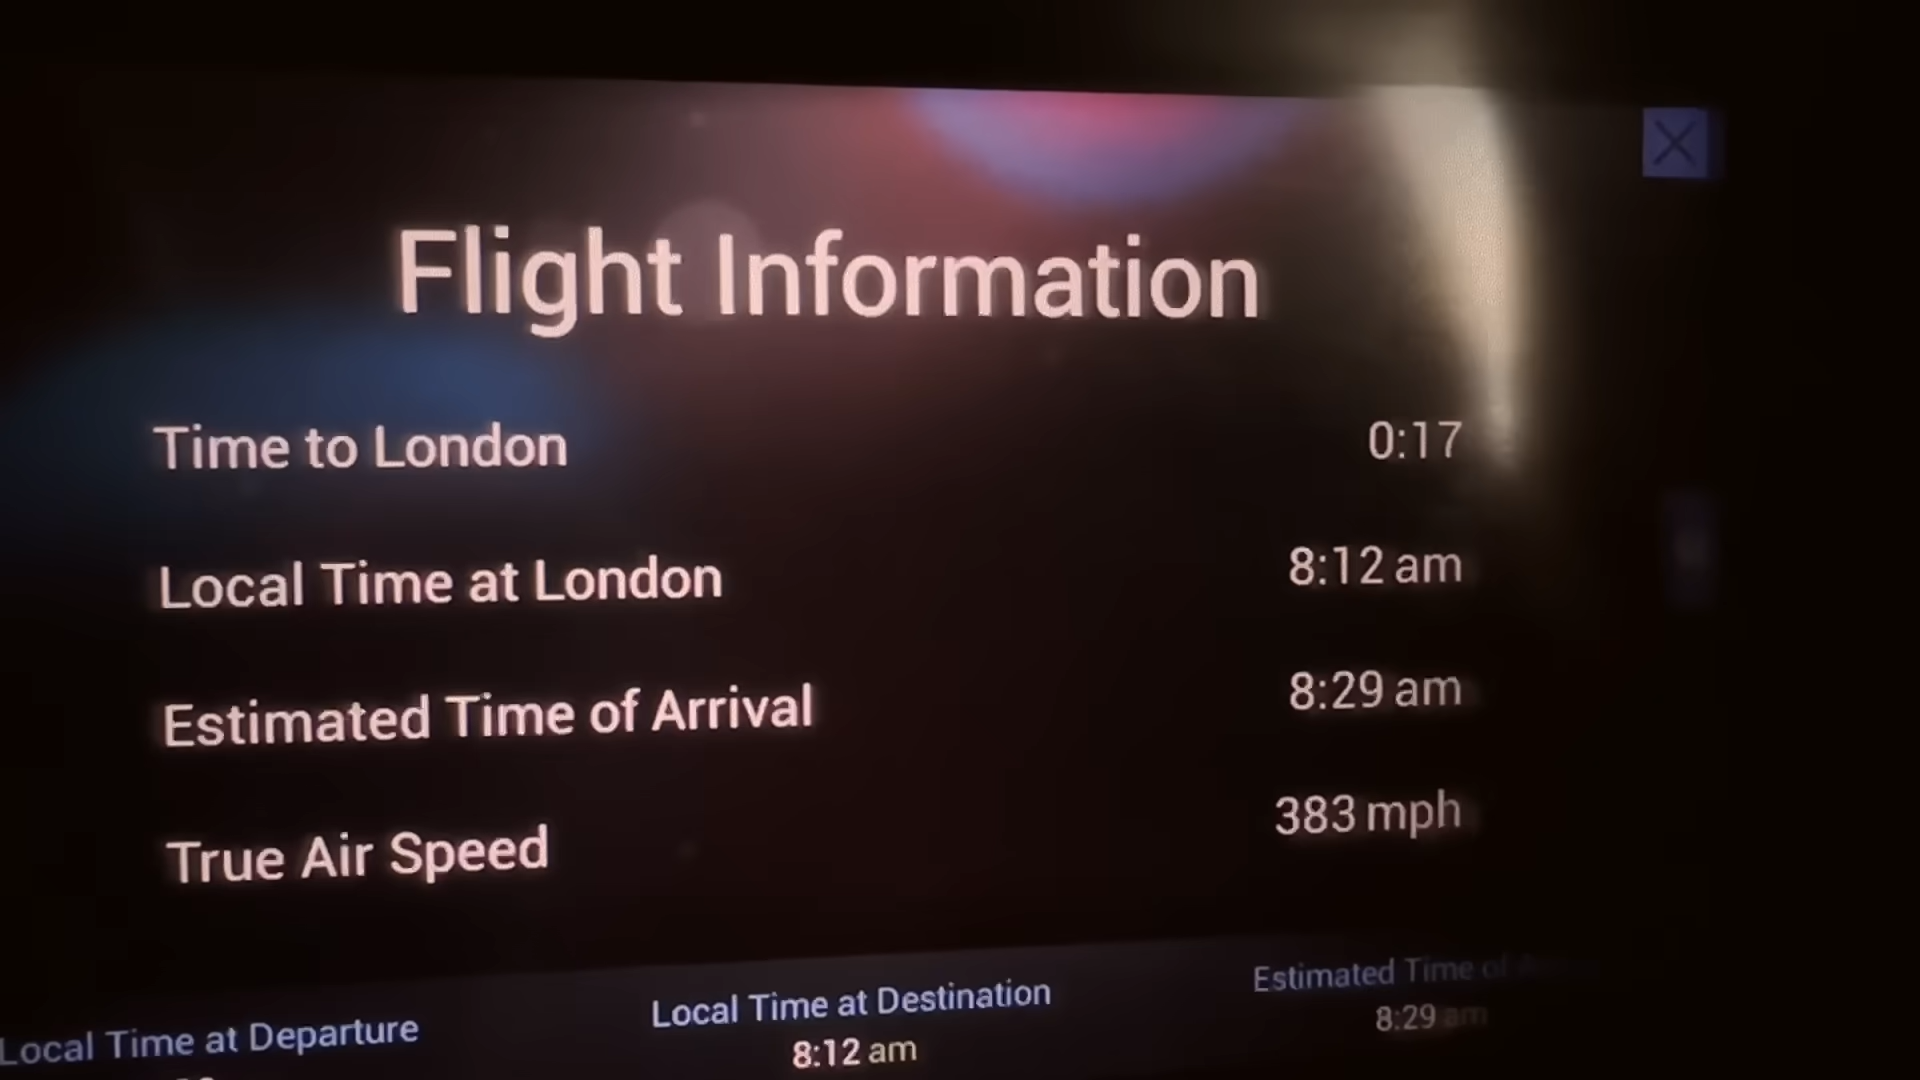 Flight Information
Time to London 0:17
Local Time at London 8:12 am
Estimated Time of Arrival 8:29 am
True Air Speed 383 mph
Local Time at Departure
Local Time at Destination
8:12 am
Estimated Time of
8:29 am